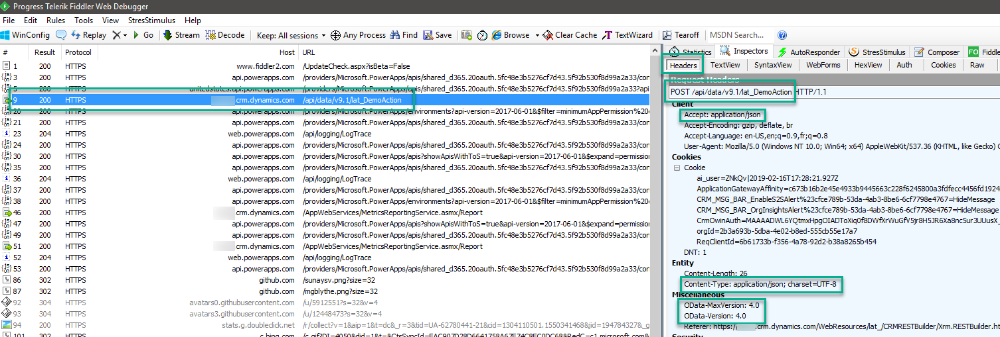 Progress Telerik Fiddler Web Debugger
File Edit Rules Tools View StresStimulus Help
WinConfig Replay Go Stream Decode Keep: All sessions Any Process Find Save Browse Clear Cache TextWizard Tearoff MSDN Search...
# Result Protocol Host URL
1 200 HTTPS www.fiddler2.com /UpdateCheck.aspx?isBeta=False
3 200 HTTPS api.powerapps.com /providers/Microsoft.PowerApps/apis/shared_d365.20oauth.5fc48e3b5276cf7d43.5f92b530f8d99a2a33/con
5 200 HTTPS unitedstates.api.powerapps.com /providers/Microsoft.PowerApps/apis/shared_d365.20oauth.5fc48e3b5276cf7d43.5f92b530f8d99a2a33?api
9 200 HTTPS crm.dynamics.com /api/data/v9.1/lat_DemoAction
20 200 HTTPS api.powerapps.com /providers/Microsoft.PowerApps/environments?api-version=2017-06-01&$filter=minimumAppPermission%20e
21 200 HTTPS api.powerapps.com /providers/Microsoft.PowerApps/apis/shared_d365.20oauth.5fc48e3b5276cf7d43.5f92b530f8d99a2a33/con
23 204 HTTPS web.powerapps.com /api/logging/LogTrace
24 200 HTTPS api.powerapps.com /providers/Microsoft.PowerApps/apis/shared_d365.20oauth.5fc48e3b5276cf7d43.5f92b530f8d99a2a33/con
30 200 HTTPS api.powerapps.com /providers/Microsoft.PowerApps/apis?showApisWithToS=true&api-version=2017-06-01&$expand=permission
35 200 HTTPS api.powerapps.com /providers/Microsoft.PowerApps/apis/shared_d365.20oauth.5fc48e3b5276cf7d43.5f92b530f8d99a2a33/con
36 204 HTTPS web.powerapps.com /api/logging/LogTrace
37 200 HTTPS api.powerapps.com /providers/Microsoft.PowerApps/apis/shared_d365.20oauth.5fc48e3b5276cf7d43.5f92b530f8d99a2a33/con
38 200 HTTPS api.powerapps.com /providers/Microsoft.PowerApps/environments?api-version=2017-06-01&$filter=minimumAppPermission%20e
46 200 HTTPS crm.dynamics.com /AppWebServices/MetricsReportingService.asmx/Report
47 200 HTTPS api.powerapps.com /providers/Microsoft.PowerApps/apis?showApisWithToS=true&api-version=2017-06-01&$expand=permission
49 200 HTTPS api.powerapps.com /providers/Microsoft.PowerApps/apis/shared_d365.20oauth.5fc48e3b5276cf7d43.5f92b530f8d99a2a33/con
51 200 HTTPS crm.dynamics.com /AppWebServices/MetricsReportingService.asmx/Report
52 204 HTTPS web.powerapps.com /api/logging/LogTrace
53 200 HTTPS api.powerapps.com /providers/Microsoft.PowerApps/apis/shared_d365.20oauth.5fc48e3b5276cf7d43.5f92b530f8d99a2a33/con
86 302 HTTPS github.com /sunaysv.png?size=32
87 302 HTTPS github.com /mgblythe.png?size=32
92 304 HTTPS avatars0.githubusercontent.com /u/5912551?s=32&v=4
93 304 HTTPS avatars3.githubusercontent.com /u/12448473?s=32&v=4
94 200 HTTPS stats.g.doubleclick.net /r/collect?v=1&aip=1&t=dc&_r=3&tid=UA-62780441-21&cid=1304110501.1550341468&jid=194784327&_g
101 302 HTTPS c.bing.com
Statistics Inspectors AutoResponder StresStimulus Composer FO Fiddle
Headers TextView SyntaxView WebForms HexView Auth Cookies Raw
Request Headers
POST /api/data/v9.1/lat_DemoAction HTTP/1.1
Client
Accept: application/json
Accept-Encoding: gzip, deflate, br
Accept-Language: en-US,en;q=0.9,fr;q=0.8
User-Agent: Mozilla/5.0 (Windows NT 10.0; Win64; x64) AppleWebKit/537.36 (KHTML, like Gecko) C
Cookies
Cookie
ai_user=ZNkQv|2019-02-16T17:28:21.927Z
ApplicationGatewayAffinity=c673b16b2e45e4933b9445663c228f6245800a3fdfecc4456fd1924
CRM_MSG_BAR_EnableS2SAlert%23cfce789b-53da-4ab3-8be6-6cf7798e4767=HideMessage
CRM_MSG_BAR_OrgInsightsAlert%23cfce789b-53da-4ab3-8be6-6cf7798e4767=HideMessage
CrmOwinAuth=MAAAADWL6YQtmxHpgOIADToXiq0f8DWfXrWuGfV5jr8H5JR6Xa8nc5ur3UUusX_
orgId=2b3a693b-5dba-4e02-b8ed-555cb55e17a7
ReqClientId=6b61733b-f356-4a78-92d2-b38a8265b454
DNT: 1
Entity
Content-Length: 26
Content-Type: application/json; charset=UTF-8
Miscellaneous
OData-MaxVersion: 4.0
OData-Version: 4.0
Referer: https:// .crm.dynamics.com/WebResources/lat_/CRMRESTBuilder/Xrm.RESTBuilder.ht
Security